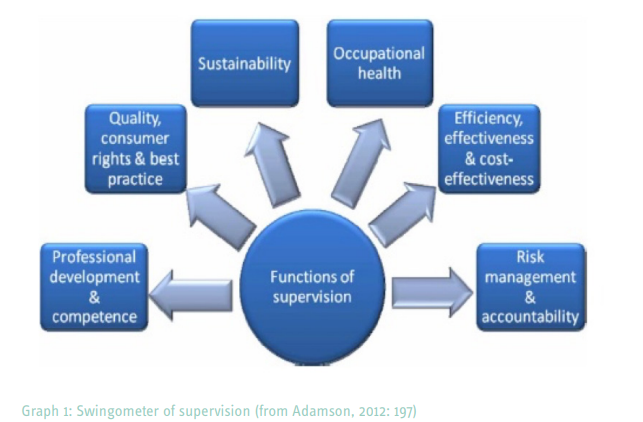 Sustainability
Occupational
health
Quality,
consumer
rights & best
practice
Efficiency,
effectiveness
& cost-
effectiveness
Professional
development
&
competence
Functions of
supervision
Risk
management
&
accountability
Graph 1: Swingometer of supervision (from Adamson, 2012: 197)